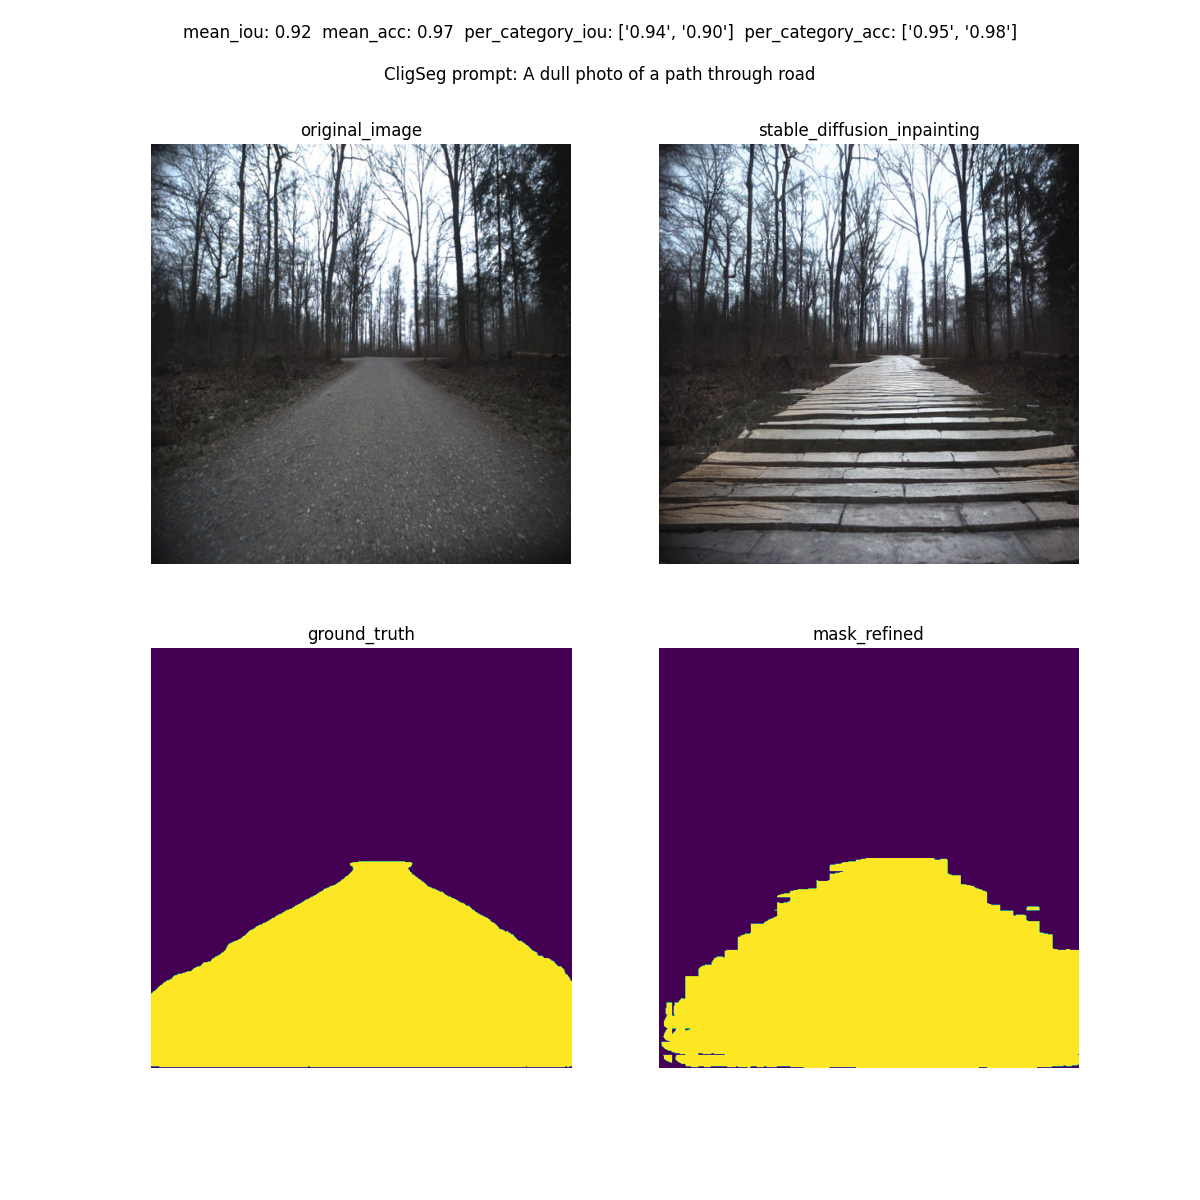 mean_iou: 0.92  mean_acc: 0.97  per_category_iou: ['0.94', '0.90']  per_category_acc: ['0.95', '0.98']
CligSeg prompt: A dull photo of a path through road
original_image
stable_diffusion_inpainting
ground_truth
mask_refined